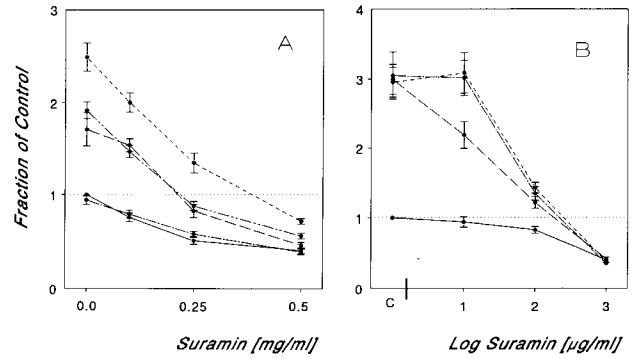 A
B
Fraction of Control
3
2
1
0
4
3
2
1
0
0.0 0.25 0.5
C 1 2 3
Suramin [mg/ml]
Log Suramin [µg/ml]